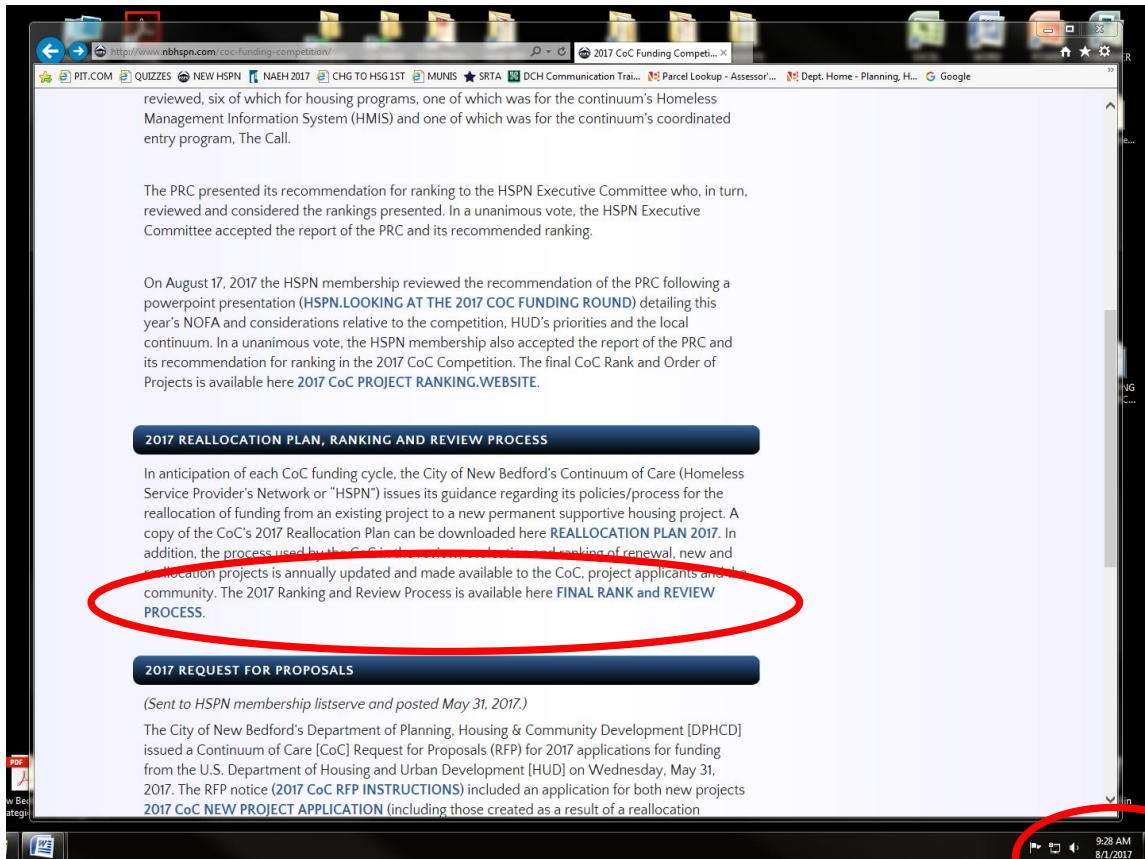 http://www.nbhspn.com/coc-funding-competition/
2017 CoC Funding Competi...
PIT.COM QUIZZES NEW HSPN NAEH 2017 CHG TO HSG 1ST MUNIS SRTA DCH Communication Trai... Parcel Lookup - Assessor'... Dept. Home - Planning, H... Google
reviewed, six of which for housing programs, one of which was for the continuum's Homeless
Management Information System (HMIS) and one of which was for the continuum's coordinated
entry program, The Call.
The PRC presented its recommendation for ranking to the HSPN Executive Committee who, in turn,
reviewed and considered the rankings presented. In a unanimous vote, the HSPN Executive
Committee accepted the report of the PRC and its recommended ranking.
On August 17, 2017 the HSPN membership reviewed the recommendation of the PRC following a
powerpoint presentation (HSPN.LOOKING AT THE 2017 COC FUNDING ROUND) detailing this
year's NOFA and considerations relative to the competition, HUD's priorities and the local
continuum. In a unanimous vote, the HSPN membership also accepted the report of the PRC and
its recommendation for ranking in the 2017 CoC Competition. The final CoC Rank and Order of
Projects is available here 2017 CoC PROJECT RANKING.WEBSITE.
2017 REALLOCATION PLAN, RANKING AND REVIEW PROCESS
In anticipation of each CoC funding cycle, the City of New Bedford's Continuum of Care (Homeless
Service Provider's Network or "HSPN") issues its guidance regarding its policies/process for the
reallocation of funding from an existing project to a new permanent supportive housing project. A
copy of the CoC's 2017 Reallocation Plan can be downloaded here REALLOCATION PLAN 2017. In
addition, the process used by the CoC in the review, evaluation and ranking of renewal, new and
reallocation projects is annually updated and made available to the CoC, project applicants and the
community. The 2017 Ranking and Review Process is available here FINAL RANK and REVIEW
PROCESS.
2017 REQUEST FOR PROPOSALS
(Sent to HSPN membership listserve and posted May 31, 2017.)
The City of New Bedford's Department of Planning, Housing & Community Development [DPHCD]
issued a Continuum of Care [CoC] Request for Proposals (RFP) for 2017 applications for funding
from the U.S. Department of Housing and Urban Development [HUD] on Wednesday, May 31,
2017. The RFP notice (2017 CoC RFP INSTRUCTIONS) included an application for both new projects
2017 CoC NEW PROJECT APPLICATION (including those created as a result of a reallocation
PDF
9:28 AM
8/1/2017